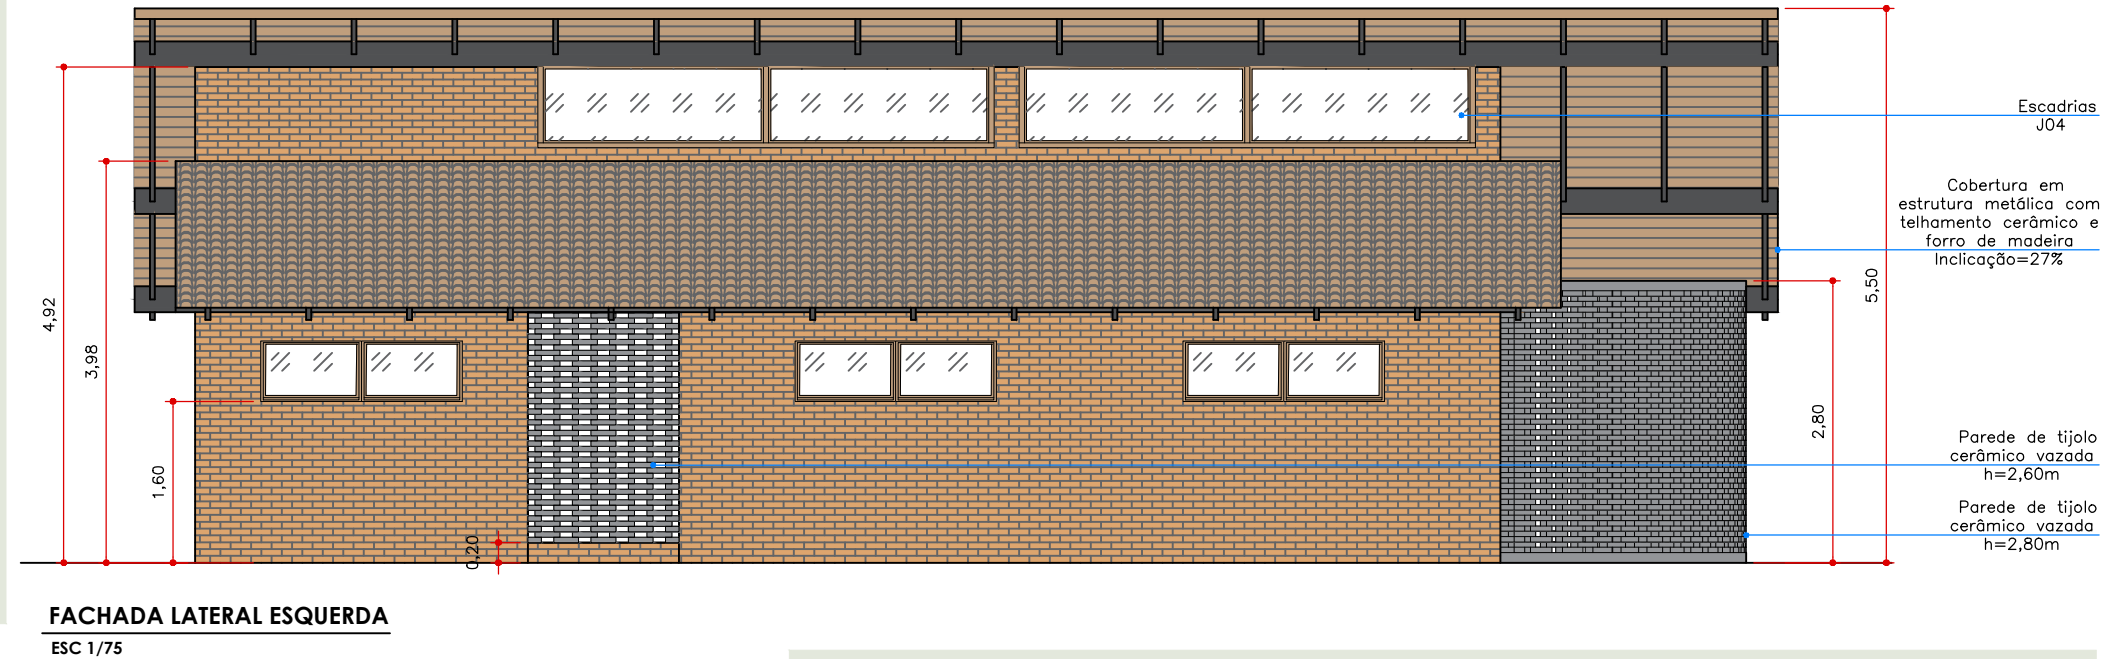 Escadrias
J04
Cobertura em
estrutura metálica com
telhamento cerâmico e
forro de madeira
Inclicação=27%
5,50
4,92
3,98
2,80
1,60
0,20
Parede de tijolo
cerâmico vazada
h=2,60m
Parede de tijolo
cerâmico vazada
h=2,80m
FACHADA LATERAL ESQUERDA
ESC 1/75